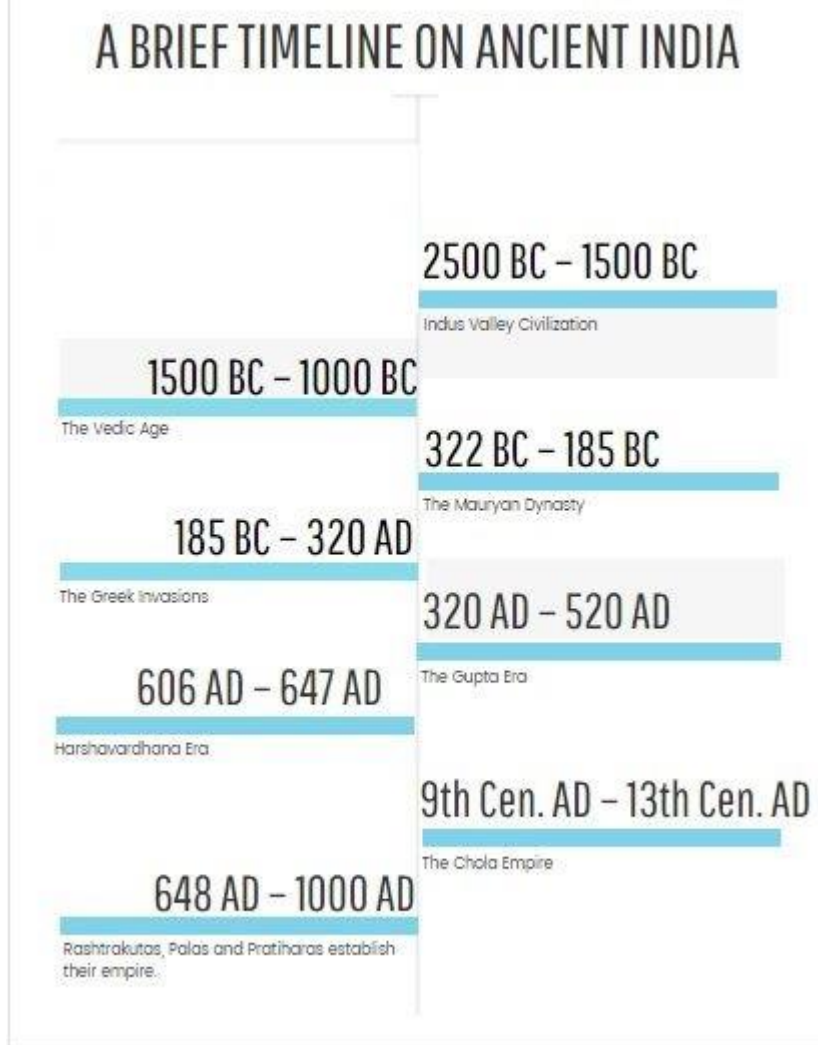 A BRIEF TIMELINE ON ANCIENT INDIA
2500 BC – 1500 BC
Indus Valley Civilization
1500 BC – 1000 BC
The Vedic Age
322 BC – 185 BC
The Mauryan Dynasty
185 BC – 320 AD
The Greek Invasions
320 AD – 520 AD
The Gupta Era
606 AD – 647 AD
Harshavardhana Era
9th Cen. AD – 13th Cen. AD
The Chola Empire
648 AD – 1000 AD
Rashtrakutas, Palas and Pratiharas establish
their empire.